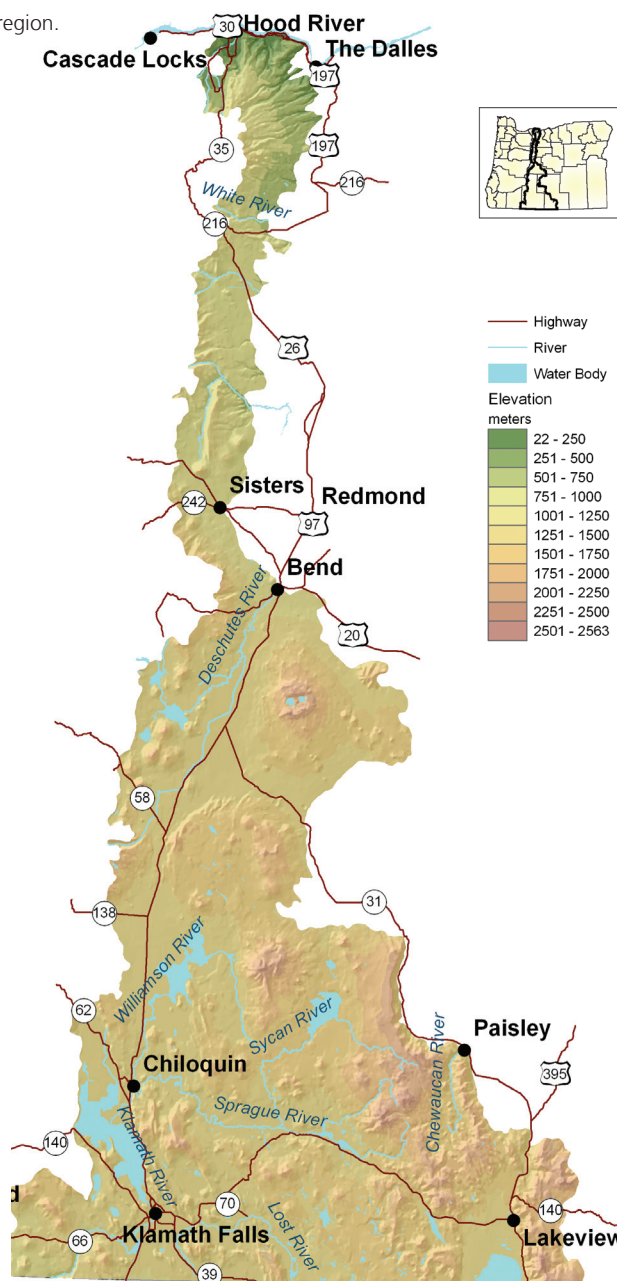 region.
30
Hood River
Cascade Locks
The Dalles
197
35
197
216
White River
216
26
Sisters
Redmond
242
97
Bend
Deschutes River
20
58
31
138
Williamson River
62
Sycan River
Paisley
Chewaucan River
395
Chiloquin
Sprague River
Klamath River
140
70
140
d
Klamath Falls
Lost River
Lakeview
66
39
Highway
River
Water Body
Elevation
meters
22 - 250
251 - 500
501 - 750
751 - 1000
1001 - 1250
1251 - 1500
1501 - 1750
1751 - 2000
2001 - 2250
2251 - 2500
2501 - 2563